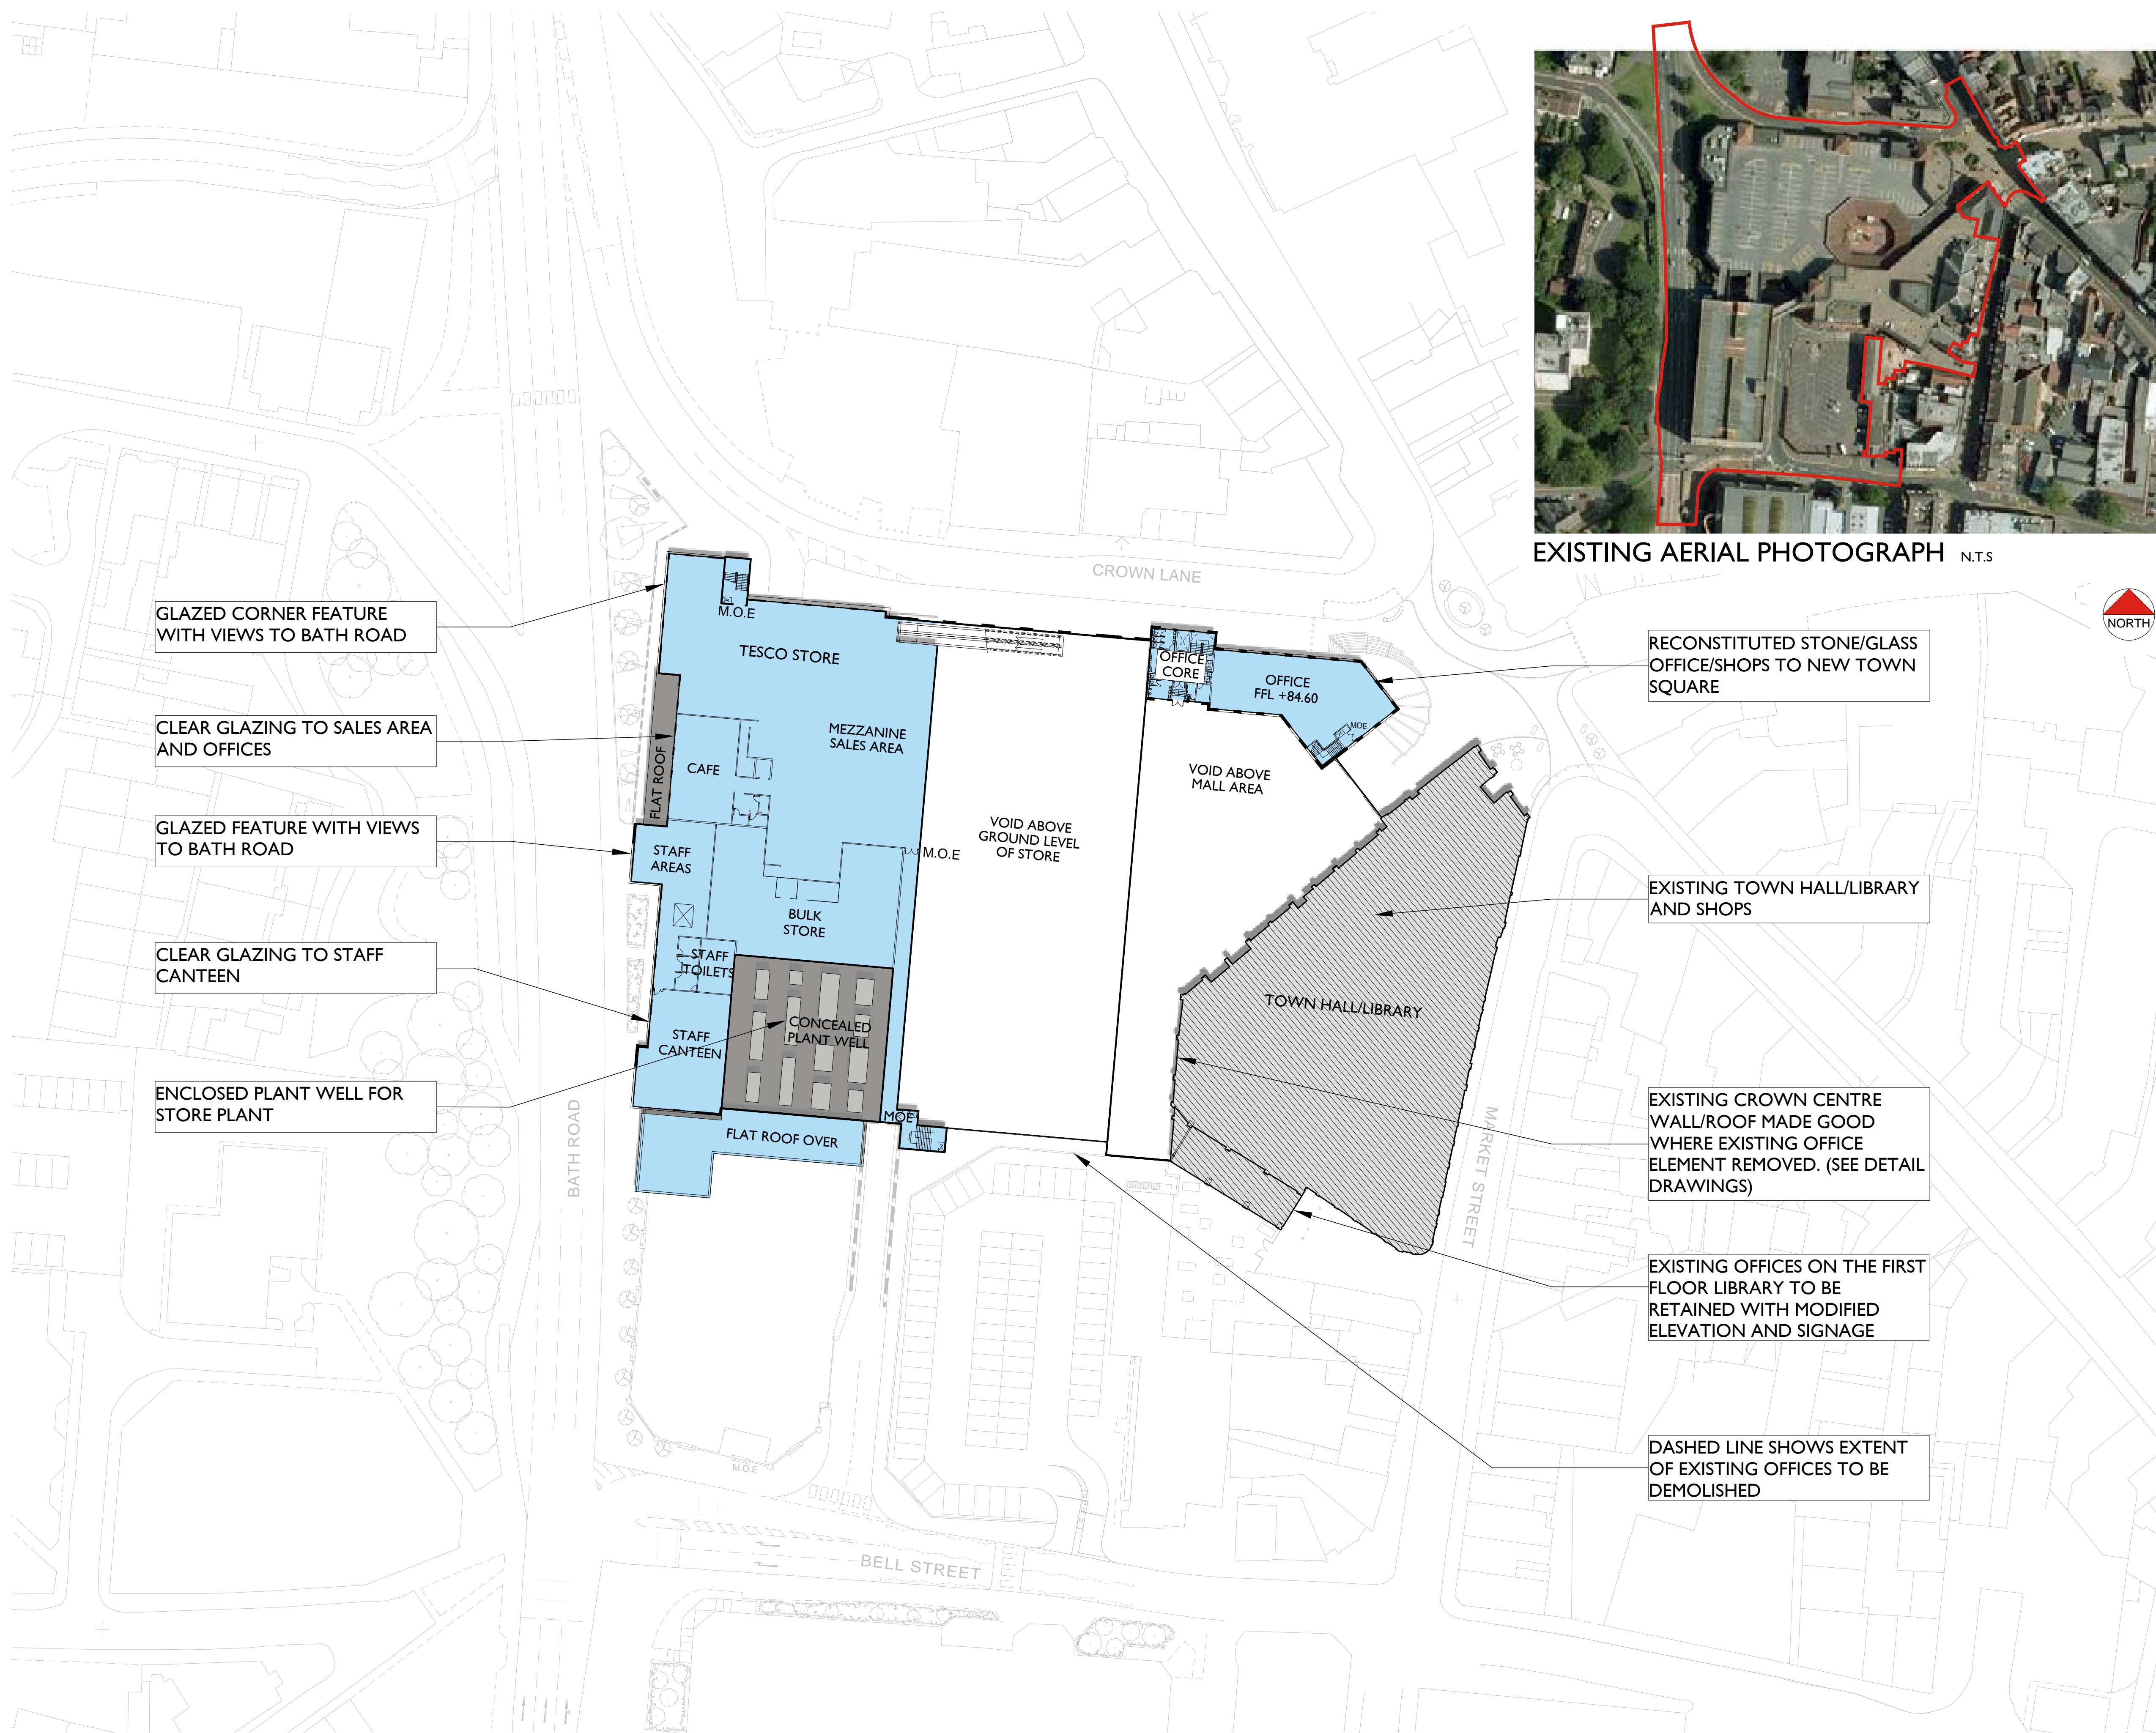 EXISTING AERIAL PHOTOGRAPH N.T.S
NORTH
CROWN LANE
GLAZED CORNER FEATURE
WITH VIEWS TO BATH ROAD
CLEAR GLAZING TO SALES AREA
AND OFFICES
GLAZED FEATURE WITH VIEWS
TO BATH ROAD
CLEAR GLAZING TO STAFF
CANTEEN
ENCLOSED PLANT WELL FOR
STORE PLANT
M.O.E
TESCO STORE
MEZZANINE
SALES AREA
FLAT ROOF
CAFE
STAFF
AREAS
M.O.E
BULK
STORE
STAFF
TOILETS
CONCEALED
PLANT WELL
STAFF
CANTEEN
MOE
FLAT ROOF OVER
VOID ABOVE
GROUND LEVEL
OF STORE
OFFICE
CORE
OFFICE
FFL +84.60
MOE
VOID ABOVE
MALL AREA
TOWN HALL/LIBRARY
RECONSTITUTED STONE/GLASS
OFFICE/SHOPS TO NEW TOWN
SQUARE
EXISTING TOWN HALL/LIBRARY
AND SHOPS
EXISTING CROWN CENTRE
WALL/ROOF MADE GOOD
WHERE EXISTING OFFICE
ELEMENT REMOVED. (SEE DETAIL
DRAWINGS)
EXISTING OFFICES ON THE FIRST
FLOOR LIBRARY TO BE
RETAINED WITH MODIFIED
ELEVATION AND SIGNAGE
DASHED LINE SHOWS EXTENT
OF EXISTING OFFICES TO BE
DEMOLISHED
BATH ROAD
MARKET STREET
M.O.E
BELL STREET